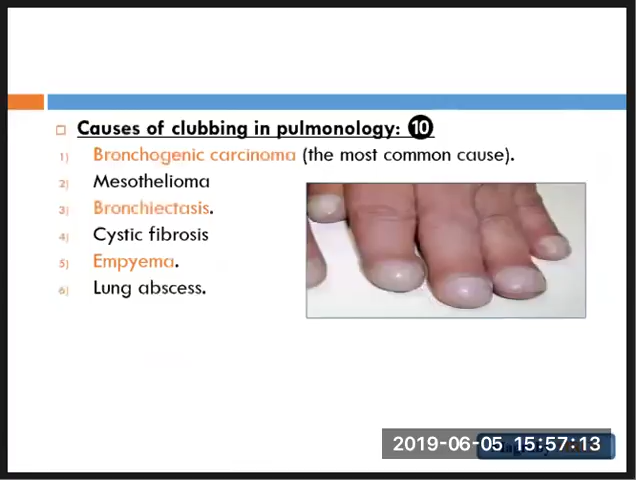 Causes of clubbing in pulmonology: 10
1) Bronchogenic carcinoma (the most common cause).
2) Mesothelioma
3) Bronchiectasis.
4) Cystic fibrosis
5) Empyema.
6) Lung abscess.
2019-06-05 15:57:13